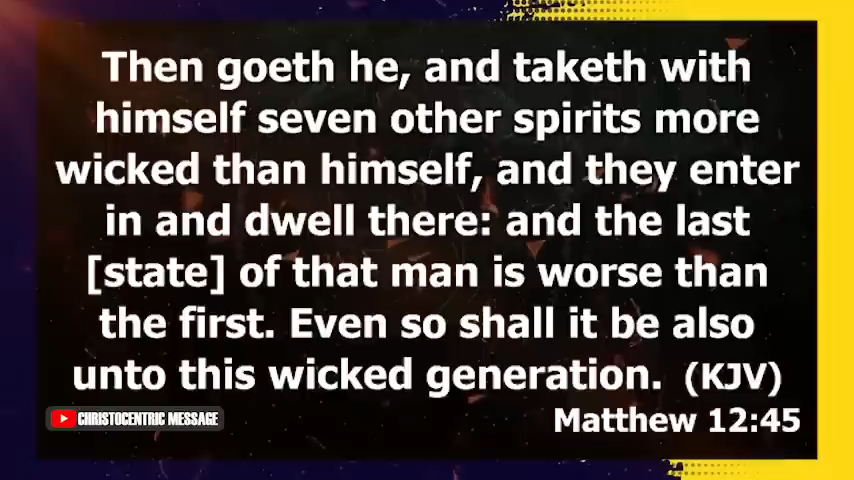 Then goeth he, and taketh with
himself seven other spirits more
wicked than himself, and they enter
in and dwell there: and the last
[state] of that man is worse than
the first. Even so shall it be also
unto this wicked generation. (KJV)
CHRISTOCENTRIC MESSAGE
Matthew 12:45